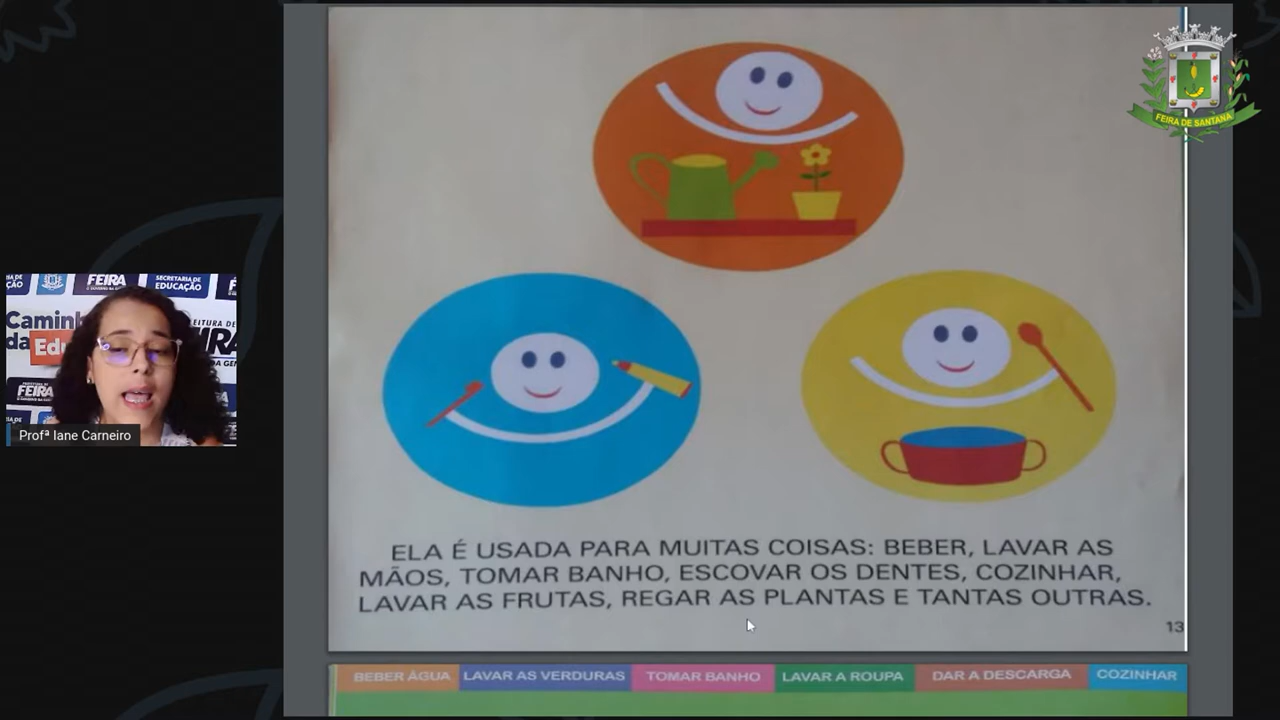 FEIRA DE SANTANA
ELA É USADA PARA MUITAS COISAS: BEBER, LAVAR AS
MÃOS, TOMAR BANHO, ESCOVAR OS DENTES, COZINHAR,
LAVAR AS FRUTAS, REGAR AS PLANTAS E TANTAS OUTRAS.
13
BEBER ÁGUA LAVAR AS VERDURAS TOMAR BANHO LAVAR A ROUPA DAR A DESCARGA COZINHAR
FEIRA
SECRETARIA DE
EDUCAÇÃO
FEIRA
Profª Iane Carneiro